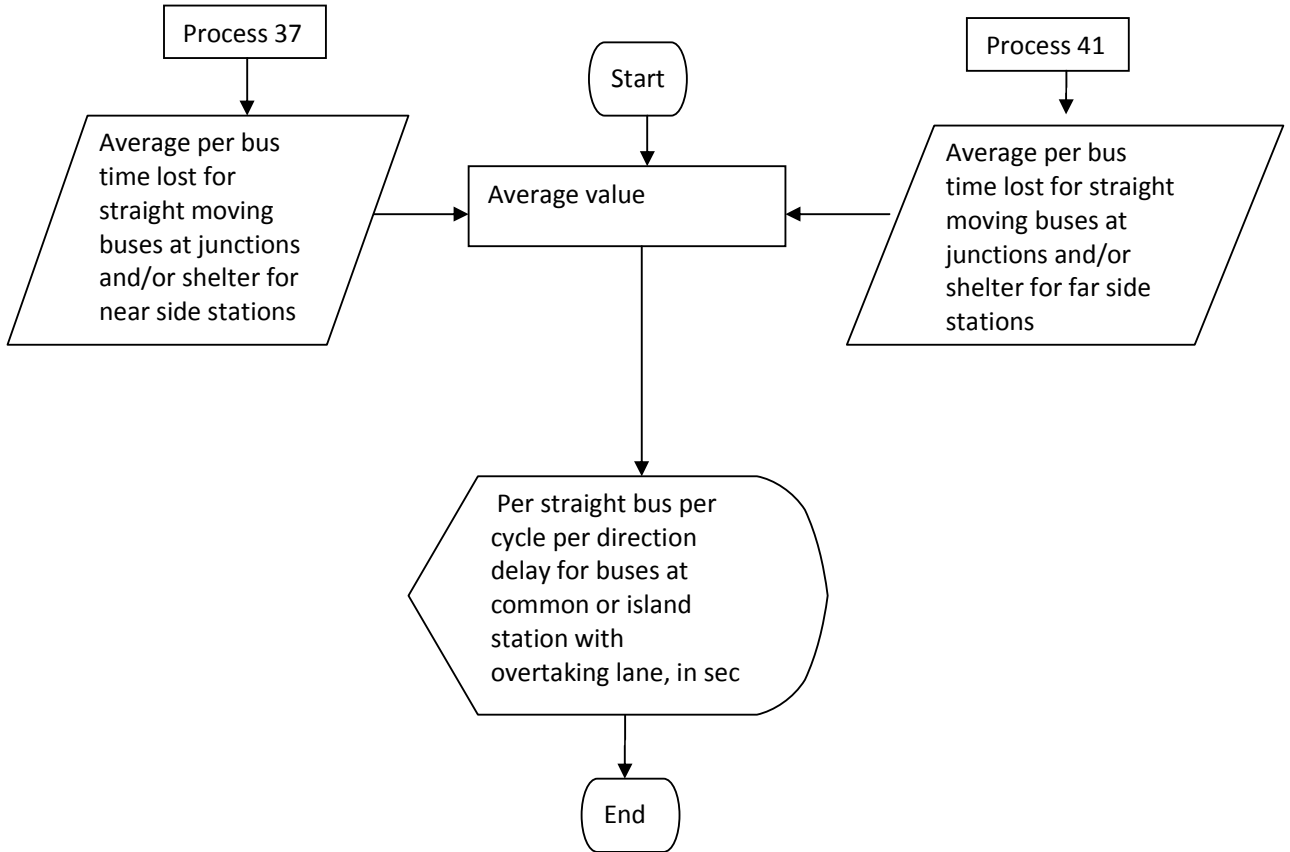 Process 37
Process 41
Start
Average per bus
time lost for
straight moving
buses at junctions
and/or shelter for
near side stations
Average value
Average per bus
time lost for straight
moving buses at
junctions and/or
shelter for far side
stations
Per straight bus per
cycle per direction
delay for buses at
common or island
station with
overtaking lane, in sec
End